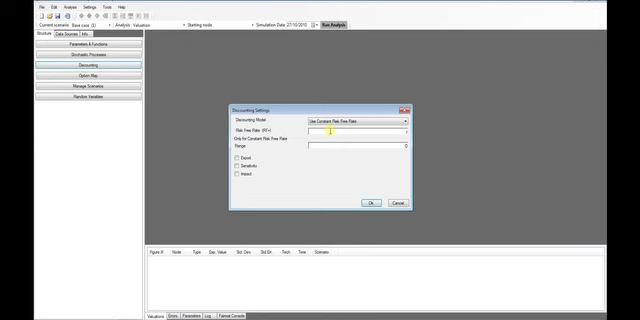 File Edit Analysis Settings Tools Help
Current scenario: Base case (1) Analysis Valuation Starting node Simulation Date 27/10/2010 Run Analysis
Structure Data Sources Info
Parameters & Functions
Stochastic Processes
Discounting
Option Map
Manage Scenarios
Random Variables
Discounting Settings
Discounting Model Use Constant Risk Free Rate
Risk Free Rate (RF=)
Only for Constant Risk Free Rate
Range 0
Export
Sensitivity
Impact
Ok Cancel
Figure # Node Type Exp. Value Std. Dev. Std. Err. Tech Time Scenario
Valuations Errors Parameters Log Format Console